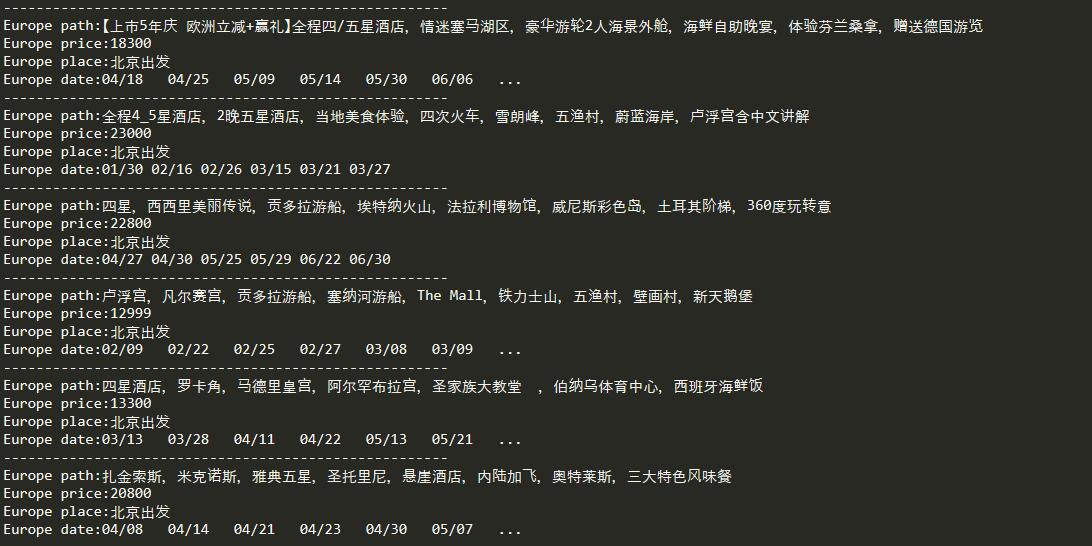 ------------------------------------------------------
Europe path:【上市5年庆 欧洲立减+赢礼】全程四/五星酒店, 情迷塞马湖区, 豪华游轮2人海景外舱, 海鲜自助晚宴, 体验芬兰桑拿, 赠送德国游览
Europe price:18300
Europe place:北京出发
Europe date:04/18   04/25   05/09   05/14   05/30   06/06   ...
------------------------------------------------------
Europe path:全程4_5星酒店, 2晚五星酒店, 当地美食体验, 四次火车, 雪朗峰, 五渔村, 蔚蓝海岸, 卢浮宫含中文讲解
Europe price:23000
Europe place:北京出发
Europe date:01/30 02/16 02/26 03/15 03/21 03/27
------------------------------------------------------
Europe path:四星, 西西里美丽传说, 贡多拉游船, 埃特纳火山, 法拉利博物馆, 威尼斯彩色岛, 土耳其阶梯, 360度玩转意
Europe price:22800
Europe place:北京出发
Europe date:04/27 04/30 05/25 05/29 06/22 06/30
------------------------------------------------------
Europe path:卢浮宫, 凡尔赛宫, 贡多拉游船, 塞纳河游船, The Mall, 铁力士山, 五渔村, 壁画村, 新天鹅堡
Europe price:12999
Europe place:北京出发
Europe date:02/09   02/22   02/25   02/27   03/08   03/09   ...
------------------------------------------------------
Europe path:四星酒店, 罗卡角, 马德里皇宫, 阿尔罕布拉宫, 圣家族大教堂  , 伯纳乌体育中心, 西班牙海鲜饭
Europe price:13300
Europe place:北京出发
Europe date:03/13   03/28   04/11   04/22   05/13   05/21   ...
------------------------------------------------------
Europe path:扎金索斯, 米克诺斯, 雅典五星, 圣托里尼, 悬崖酒店, 内陆加飞, 奥特莱斯, 三大特色风味餐
Europe price:20800
Europe place:北京出发
Europe date:04/08   04/14   04/21   04/23   04/30   05/07   ...